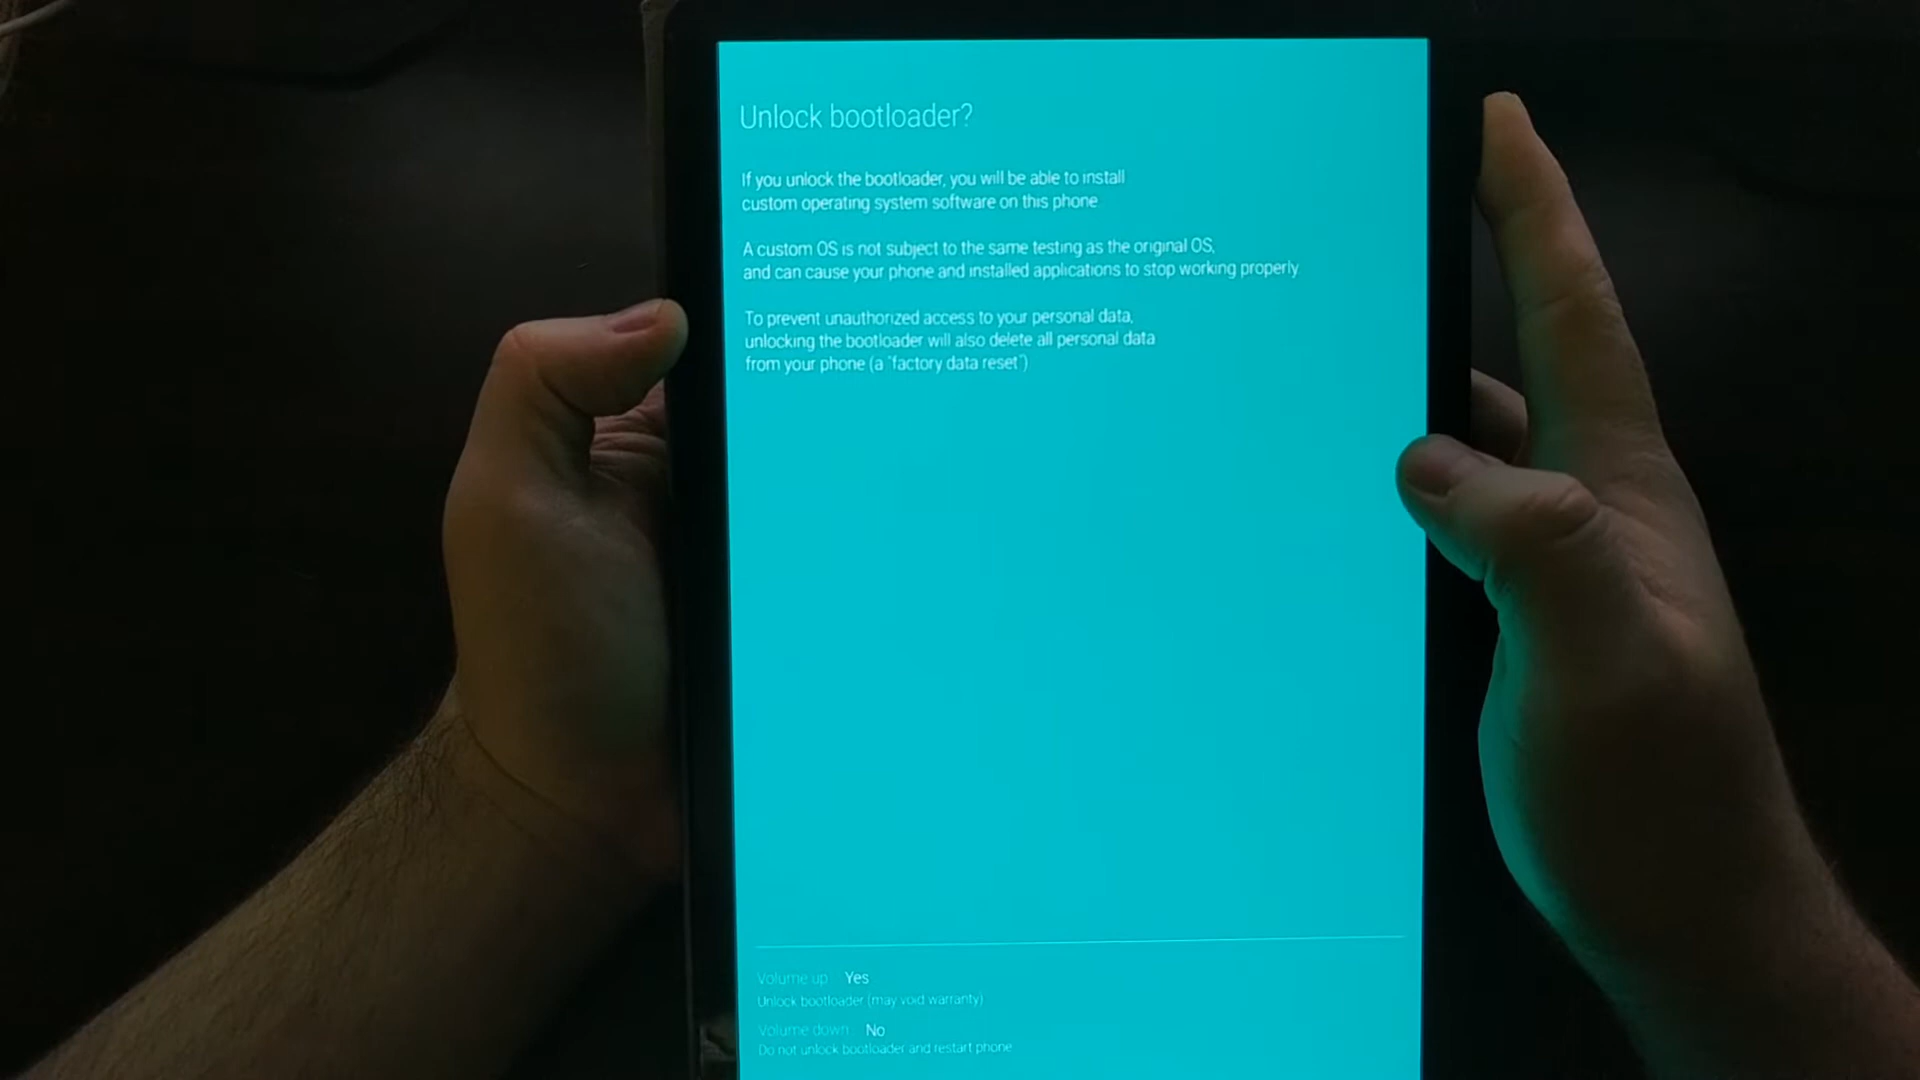 Unlock bootloader?
If you unlock the bootloader, you will be able to install
custom operating system software on this phone
A custom OS is not subject to the same testing as the original OS,
and can cause your phone and installed applications to stop working properly
To prevent unauthorized access to your personal data,
unlocking the bootloader will also delete all personal data
from your phone (a "factory data reset")
Volume up: Yes
Unlock bootloader (may void warranty)
Volume down: No
Do not unlock bootloader and restart phone